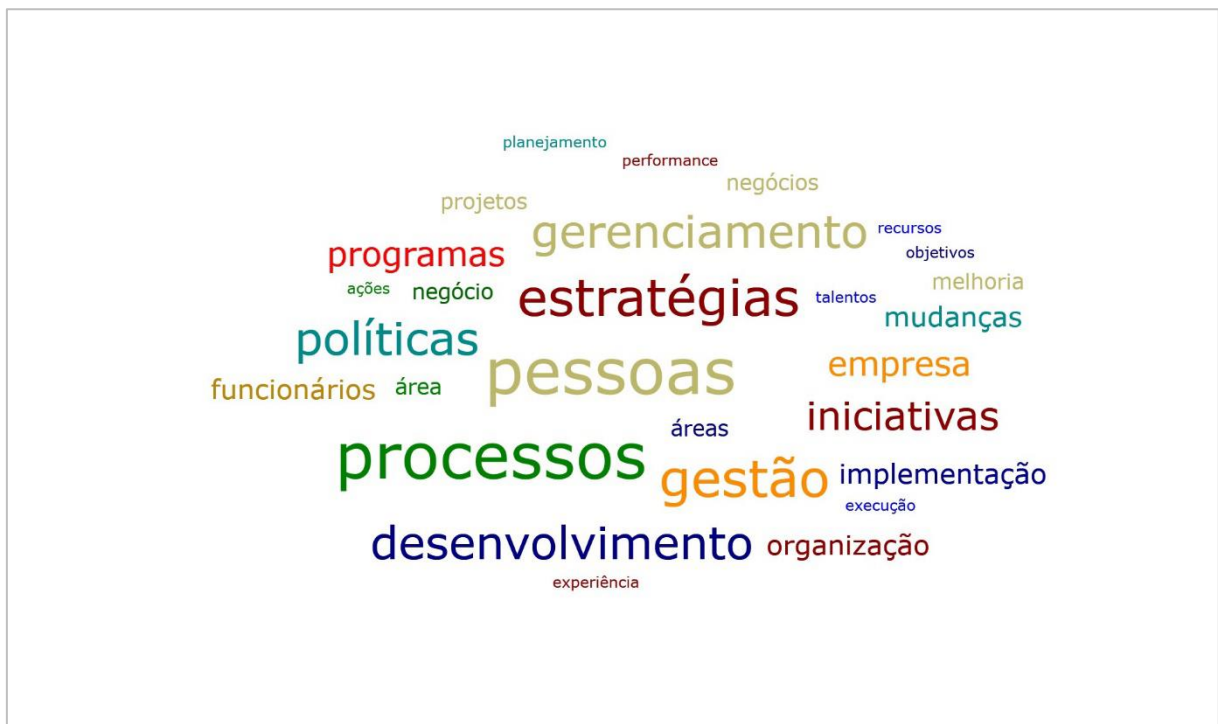 planejamento
performance
negócios
projetos
gerenciamento
recursos
programas
objetivos
ações
negócio
estratégias
talentos
melhoria
mudanças
políticas
pessoas
empresa
funcionários
área
iniciativas
áreas
processos
gestão
implementação
execução
desenvolvimento
organização
experiência